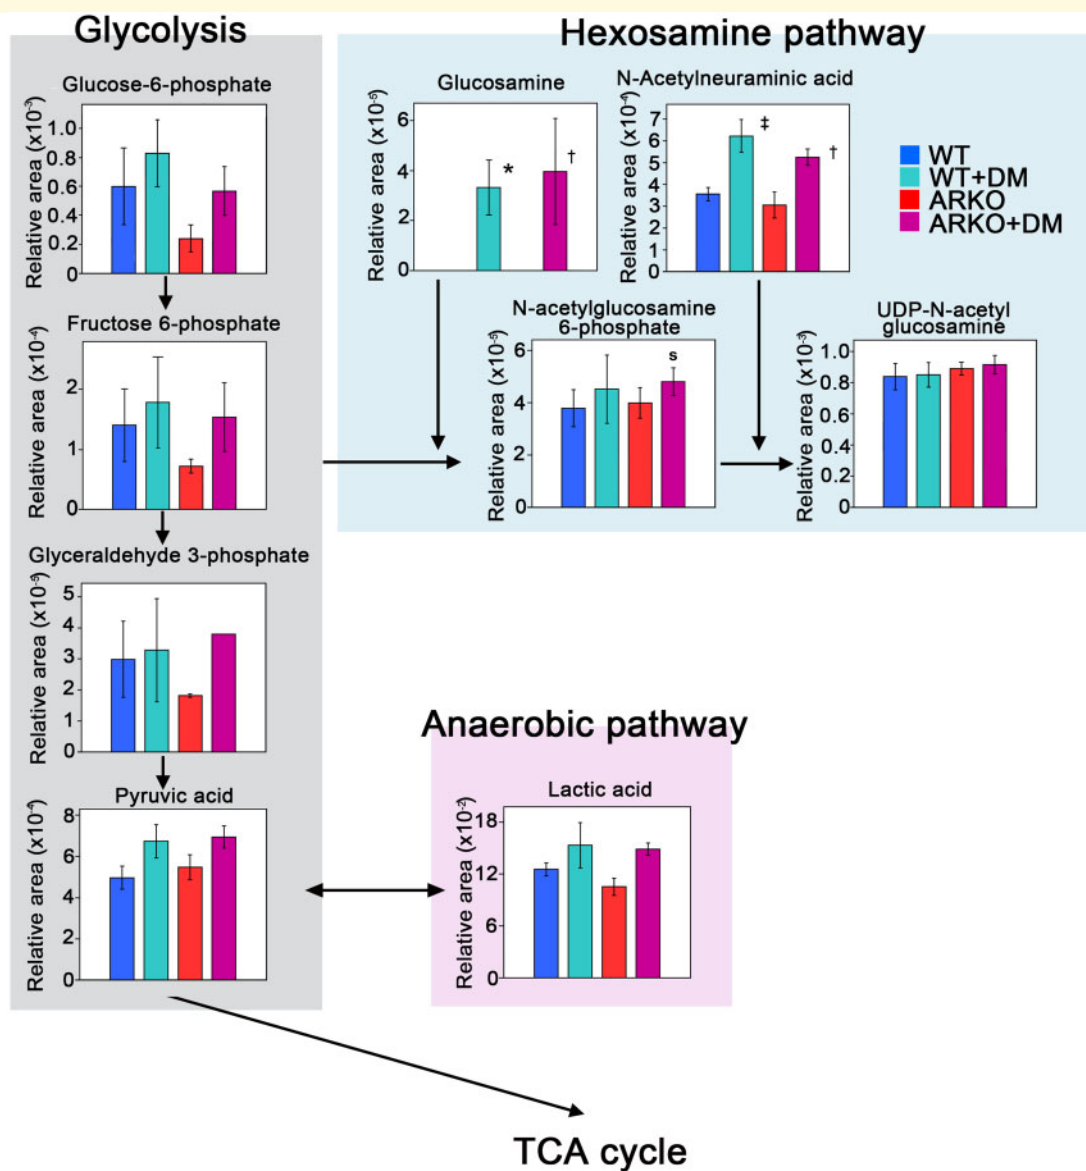 Glycolysis
Glucose-6-phosphate
Relative area (x10⁻³)
1.0
0.8
0.6
0.4
0.2
0
Fructose 6-phosphate
Relative area (x10⁻⁴)
2
1
0
Glyceraldehyde 3-phosphate
Relative area (x10⁻⁵)
5
4
3
2
1
0
Pyruvic acid
Relative area (x10⁻⁴)
8
6
4
2
0
Hexosamine pathway
Glucosamine
Relative area (x10⁻⁵)
6
4
2
0
*
†
N-Acetylneuraminic acid
Relative area (x10⁻⁴)
7
6
5
4
3
2
1
0
‡
†
WT
WT+DM
ARKO
ARKO+DM
N-acetylglucosamine
6-phosphate
Relative area (x10⁻⁵)
6
4
2
0
s
UDP-N-acetyl
glucosamine
Relative area (x10⁻³)
1.0
0.8
0.6
0.4
0.2
0
Anaerobic pathway
Lactic acid
Relative area (x10⁻²)
18
12
6
0
TCA cycle